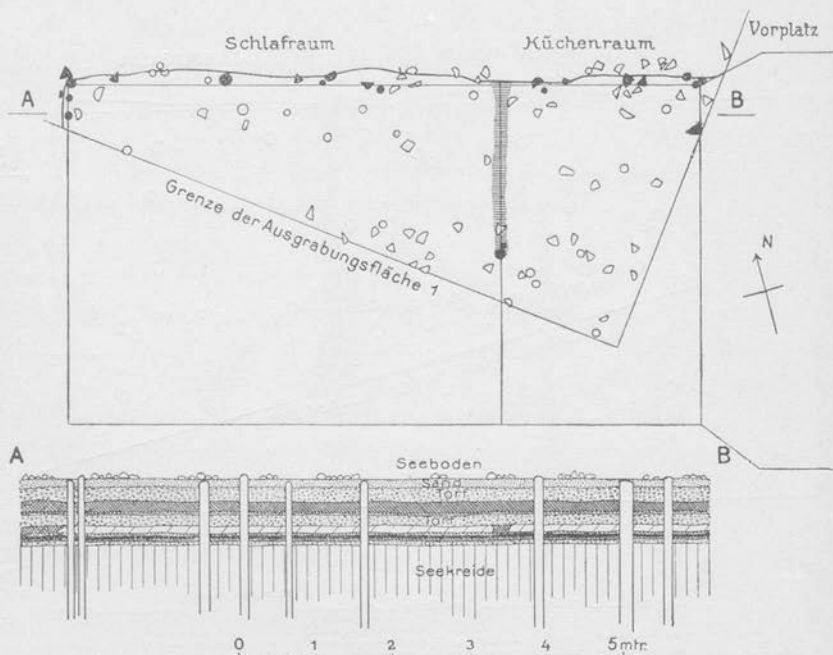 Vorplatz
Schlafraum
Küchenraum
A
B
Grenze der Ausgrabungsfläche 1
N
A
Seeboden
B
Sand
Torf
Torf
Seekreide
0 1 2 3 4 5 mtr.